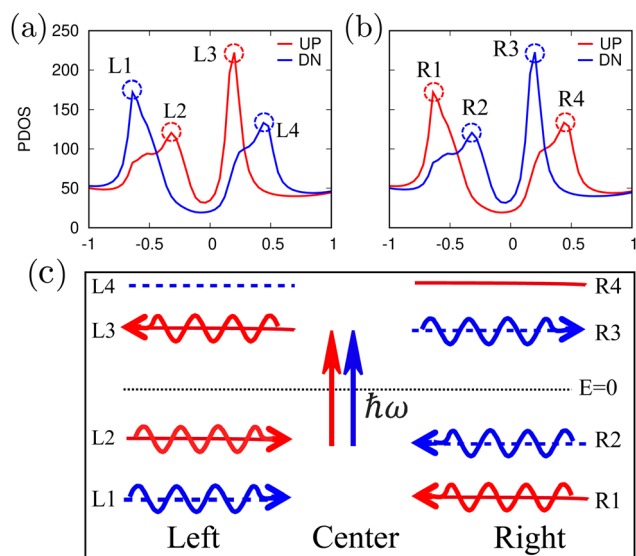 (a)
L3
UP
DN
L1
L2
L4
PDOS
250
200
150
100
50
0
-1
-0.5
0
0.5
1
(b)
R3
UP
DN
R1
R2
R4
-1
-0.5
0
0.5
1
(c)
L4
R4
L3
R3
E=0
ℏω
L2
R2
L1
R1
Left Center Right